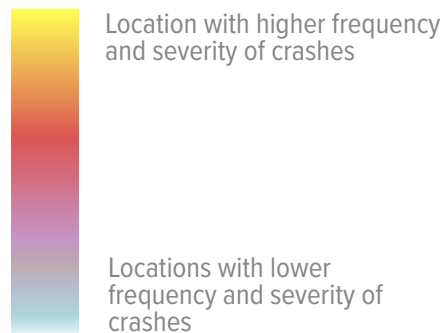 Location with higher frequency
and severity of crashes
Locations with lower
frequency and severity of
crashes